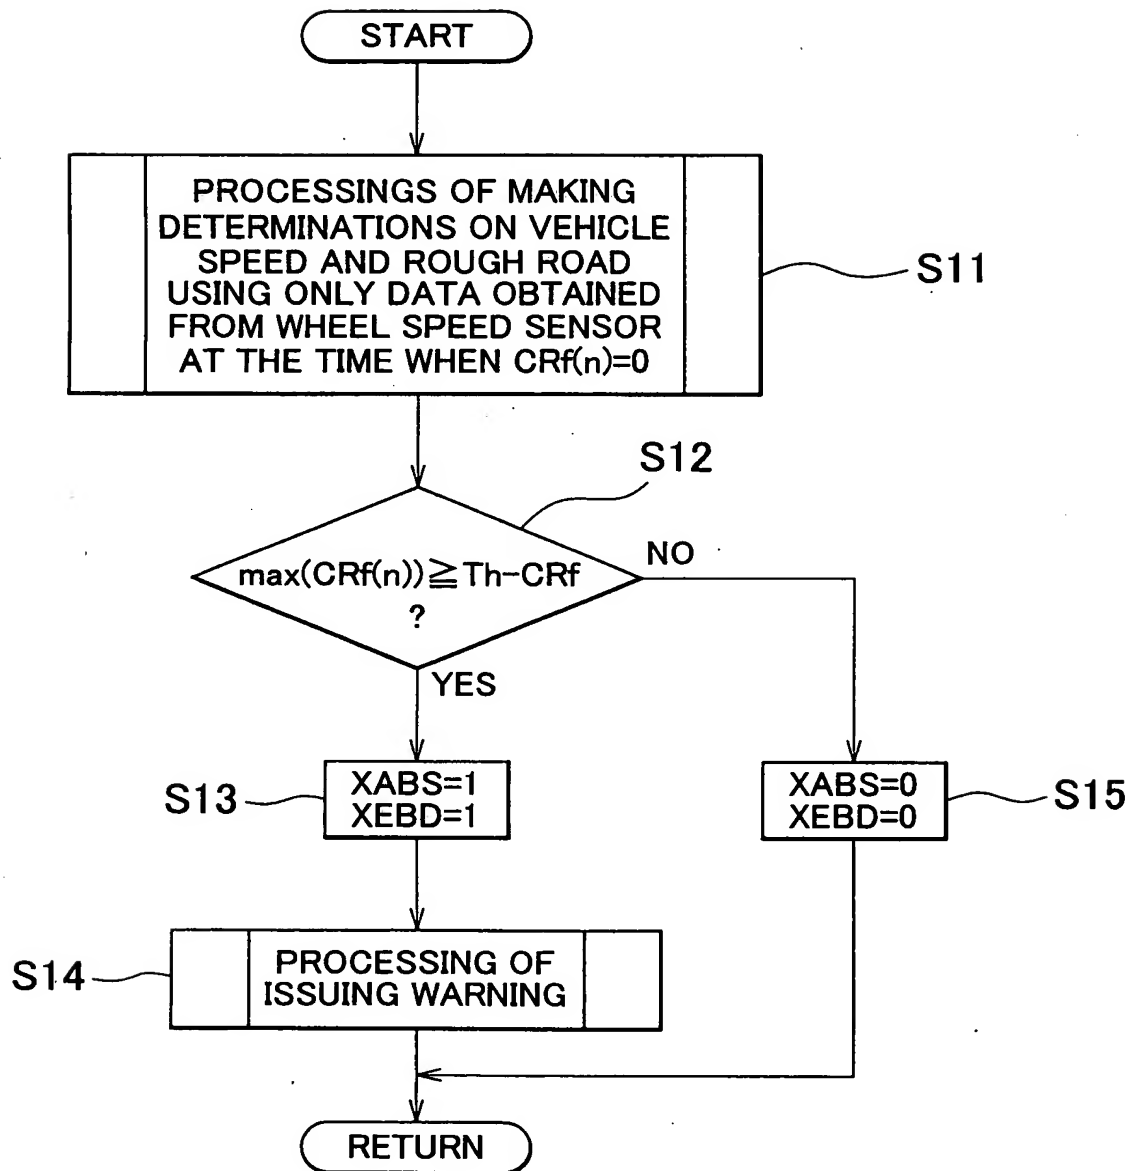 START
PROCESSINGS OF MAKING
DETERMINATIONS ON VEHICLE
SPEED AND ROUGH ROAD
USING ONLY DATA OBTAINED
FROM WHEEL SPEED SENSOR
AT THE TIME WHEN CRf(n)=0
S11
S12
max(CRf(n))≧Th-CRf
?
NO
YES
S13
XABS=1
XEBD=1
XABS=0
XEBD=0
S15
S14
PROCESSING OF
ISSUING WARNING
RETURN